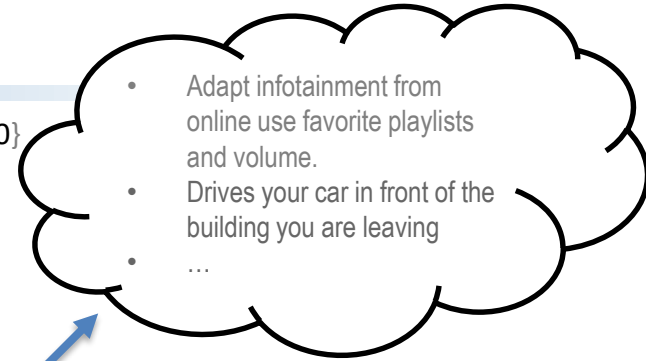 0}
• Adapt infotainment from
online use favorite playlists
and volume.
• Drives your car in front of the
building you are leaving
• …